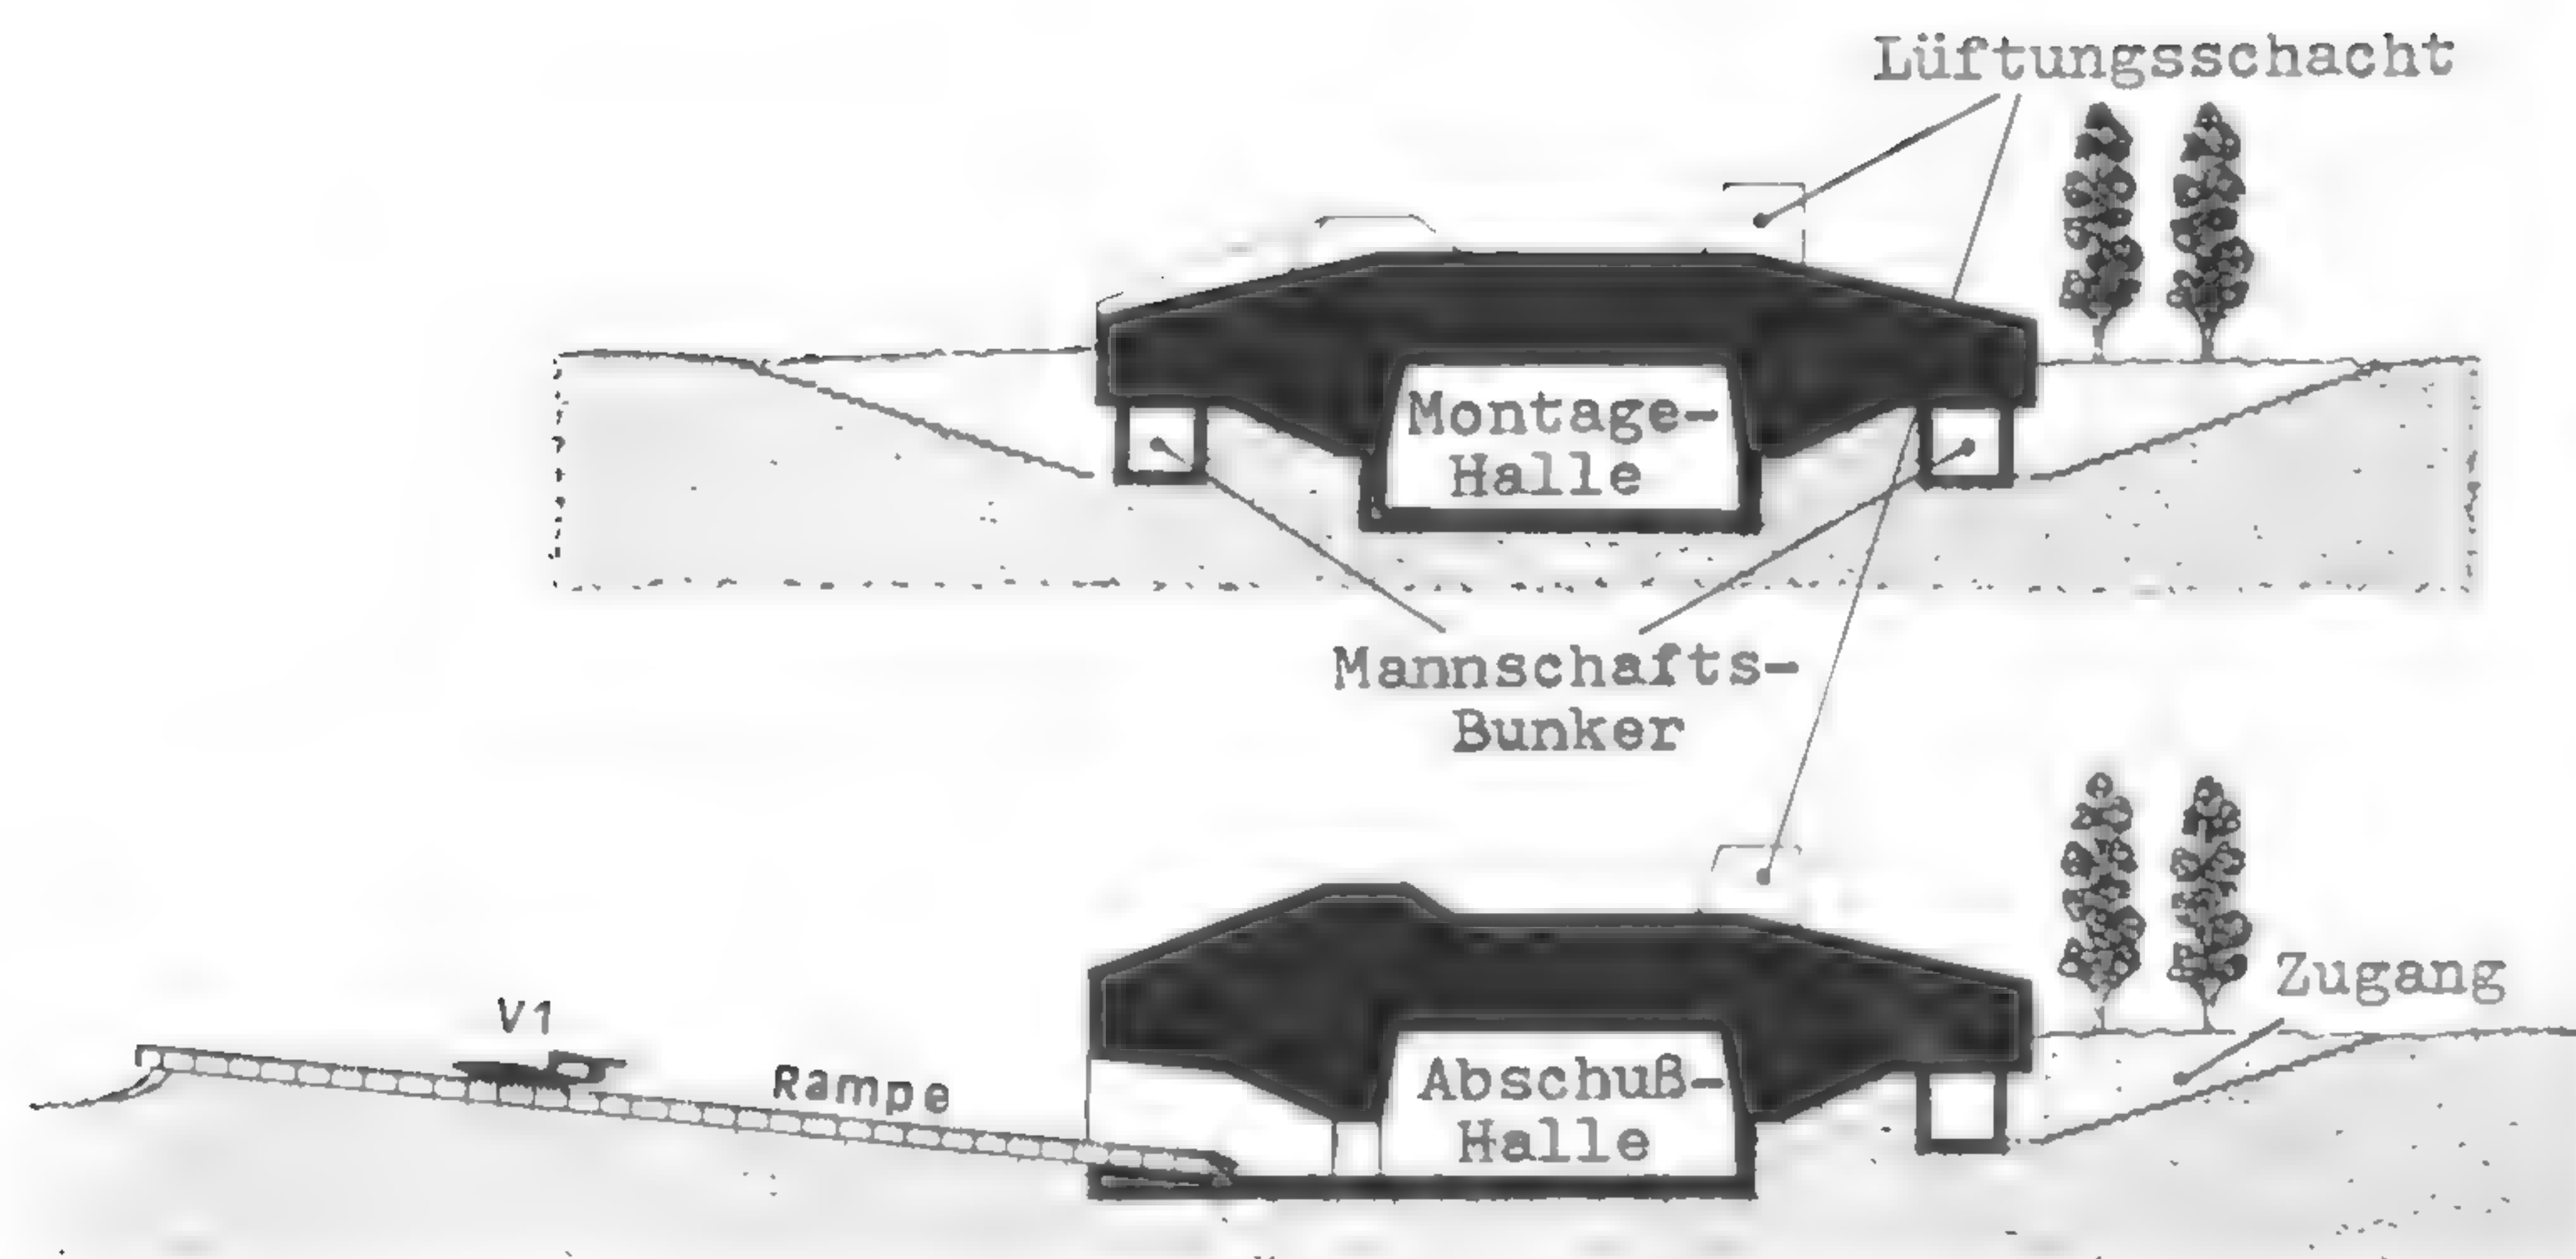 Lüftungsschacht
Montage-
Halle
Mannschafts-
Bunker
Zugang
V1
Rampe
Abschuß-
Halle